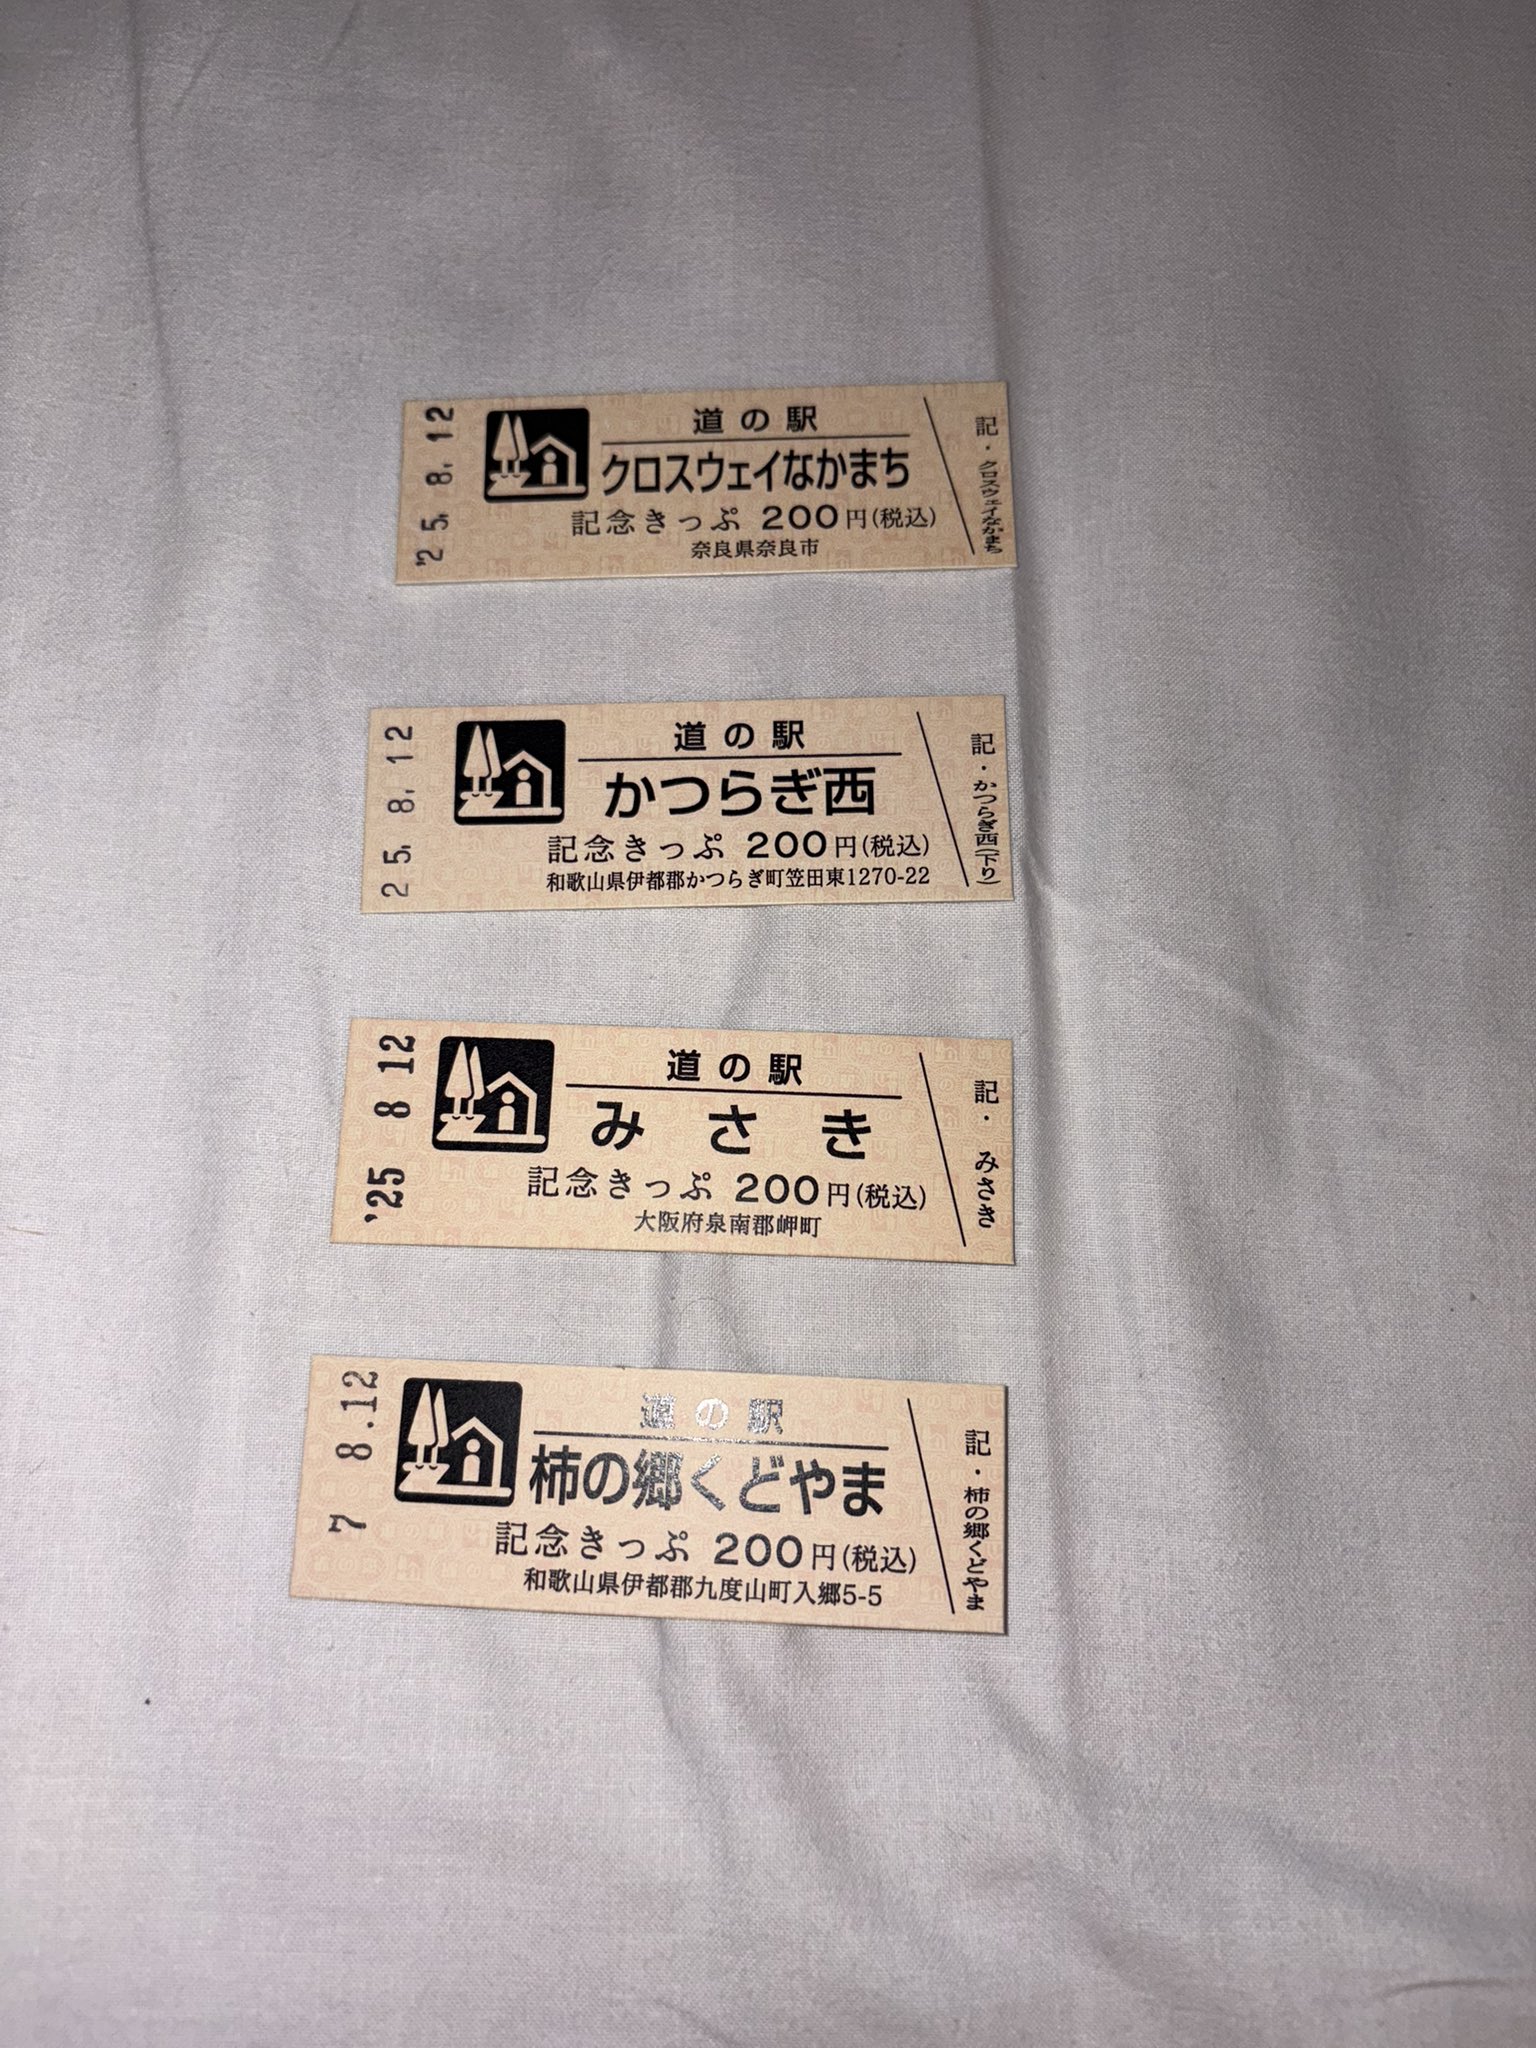 '25.8.12
道の駅
クロスウェイなかまち
記念きっぷ 200円(税込)
奈良県奈良市
記・クロスウェイなかまち
25.8.12
道の駅
かつらぎ西
記念きっぷ 200円(税込)
和歌山県伊都郡かつらぎ町笠田東1270-22
記・かつらぎ西(下り)
'25 8 12
道の駅
みさき
記念きっぷ 200円(税込)
大阪府泉南郡岬町
記・みさき
7 8.12
道の駅
柿の郷くどやま
記念きっぷ 200円(税込)
和歌山県伊都郡九度山町入郷5-5
記・柿の郷くどやま